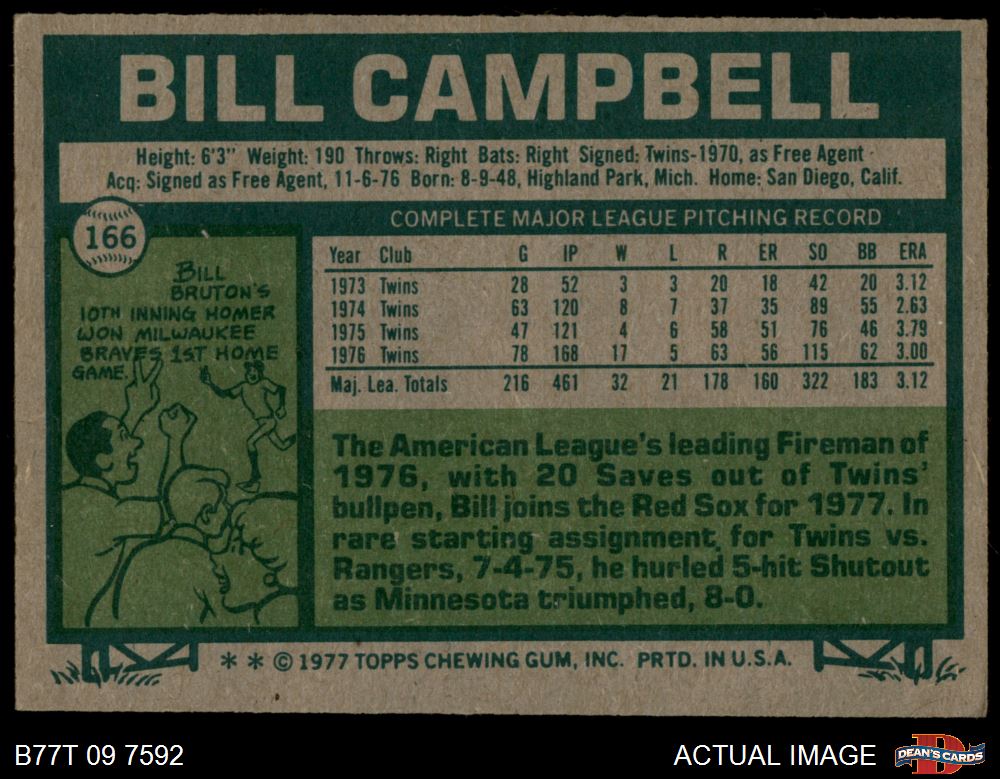 BILL CAMPBELL
Height: 6'3" Weight: 190 Throws: Right Bats: Right Signed: Twins-1970, as Free Agent
Acq: Signed as Free Agent, 11-6-76 Born: 8-9-48, Highland Park, Mich. Home: San Diego, Calif.
166
BILL
BRUTON'S
10TH INNING HOMER
WON MILWAUKEE
BRAVES 1ST HOME
GAME.
COMPLETE MAJOR LEAGUE PITCHING RECORD
Year Club G IP W L R ER SO BB ERA
1973 Twins 28 52 3 3 20 18 42 20 3.12
1974 Twins 63 120 8 7 37 35 89 55 2.63
1975 Twins 47 121 4 6 58 51 76 46 3.79
1976 Twins 78 168 17 5 63 56 115 62 3.00
Maj. Lea. Totals 216 461 32 21 178 160 322 183 3.12
The American League's leading Fireman of
1976, with 20 Saves out of Twins'
bullpen, Bill joins the Red Sox for 1977. In
rare starting assignment for Twins vs.
Rangers, 7-4-75, he hurled 5-hit Shutout
as Minnesota triumphed, 8-0.
* * © 1977 TOPPS CHEWING GUM, INC. PRTD. IN U.S.A.
B77T 09 7592
ACTUAL IMAGE
DEAN'S CARDS